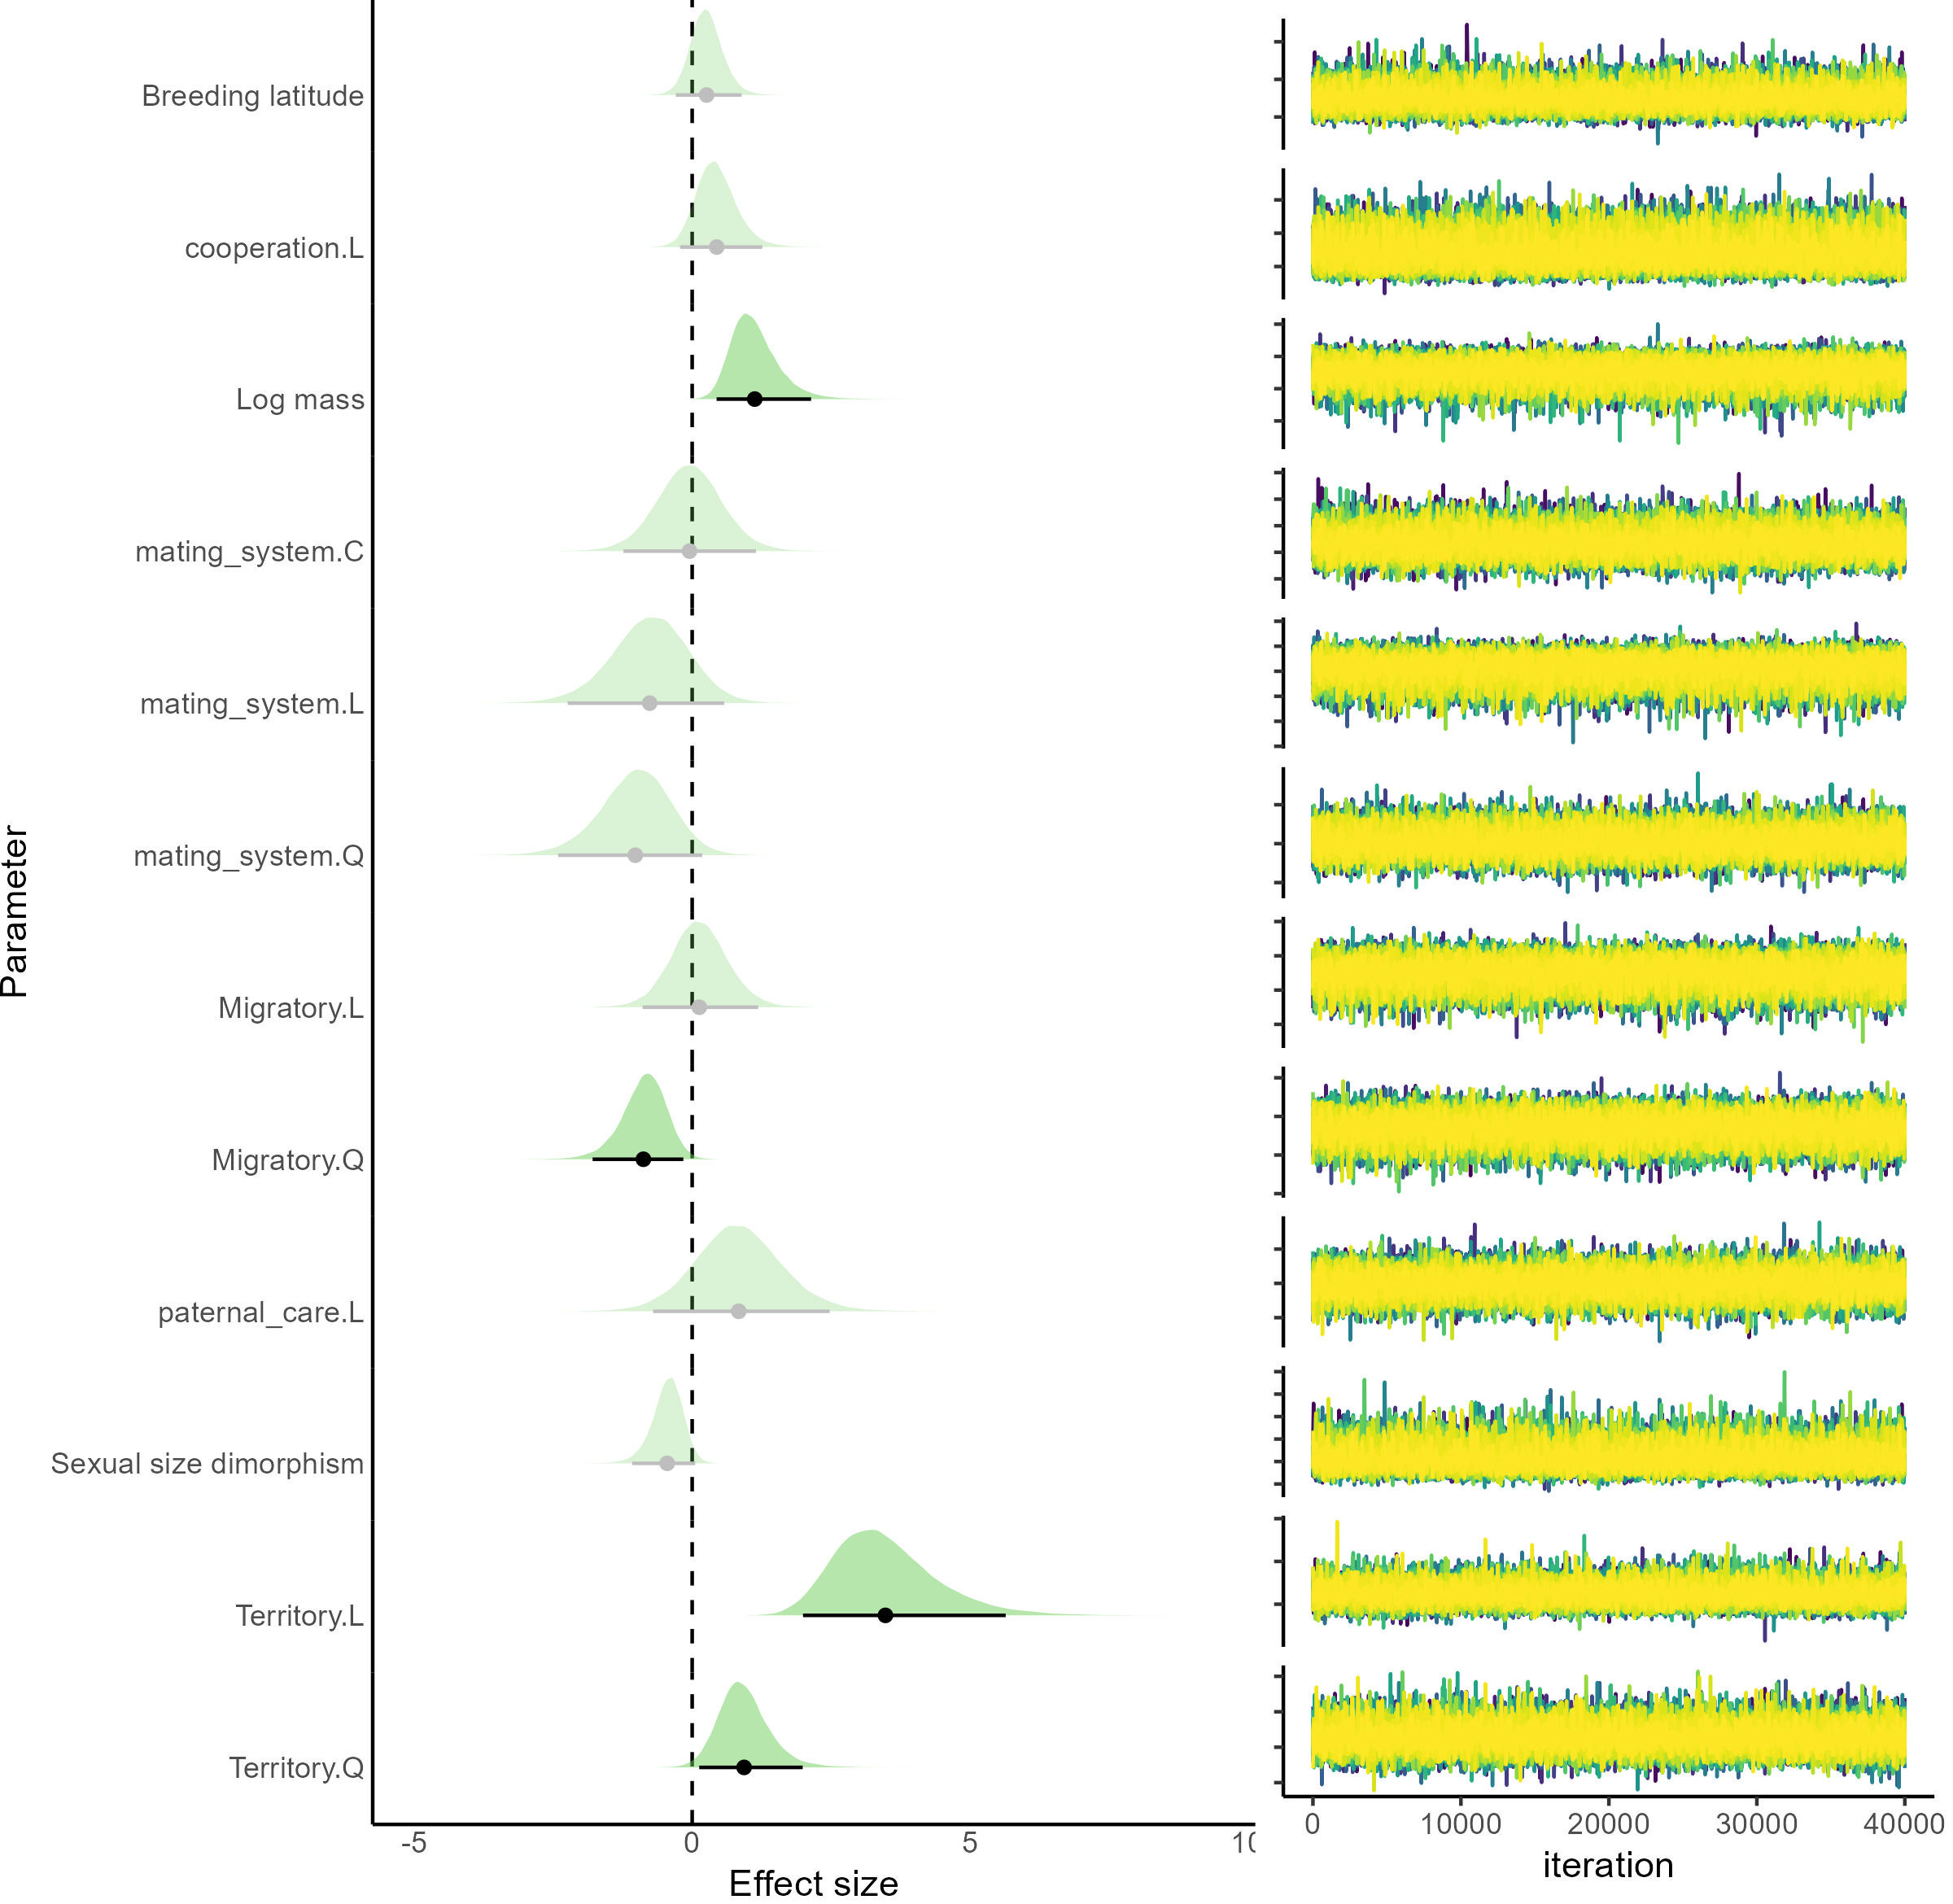 Parameter
Breeding latitude
cooperation.L
Log mass
mating_system.C
mating_system.L
mating_system.Q
Migratory.L
Migratory.Q
paternal_care.L
Sexual size dimorphism
Territory.L
Territory.Q
-5 0 5
Effect size
0 10000 20000 30000 40000
iteration